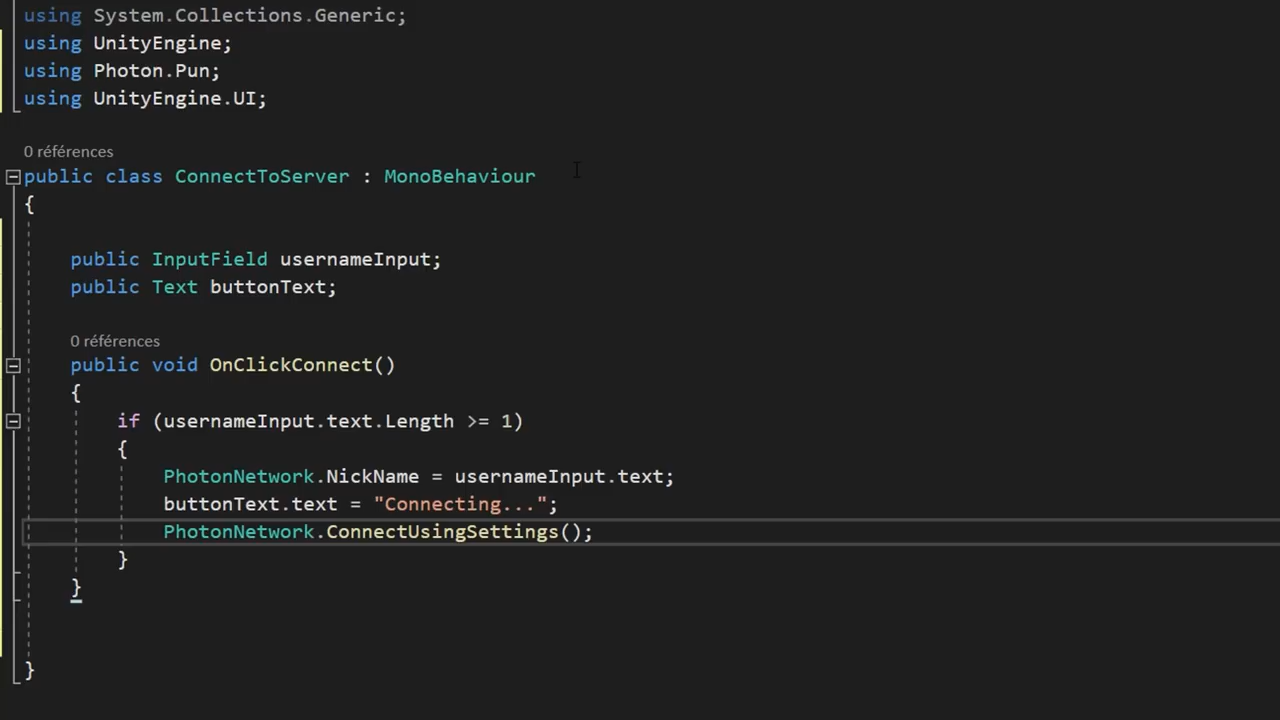 using System.Collections.Generic;
using UnityEngine;
using Photon.Pun;
using UnityEngine.UI;
0 références
public class ConnectToServer : MonoBehaviour
{
public InputField usernameInput;
public Text buttonText;
0 références
public void OnClickConnect()
{
if (usernameInput.text.Length >= 1)
{
PhotonNetwork.NickName = usernameInput.text;
buttonText.text = "Connecting...";
PhotonNetwork.ConnectUsingSettings();
}
}
}